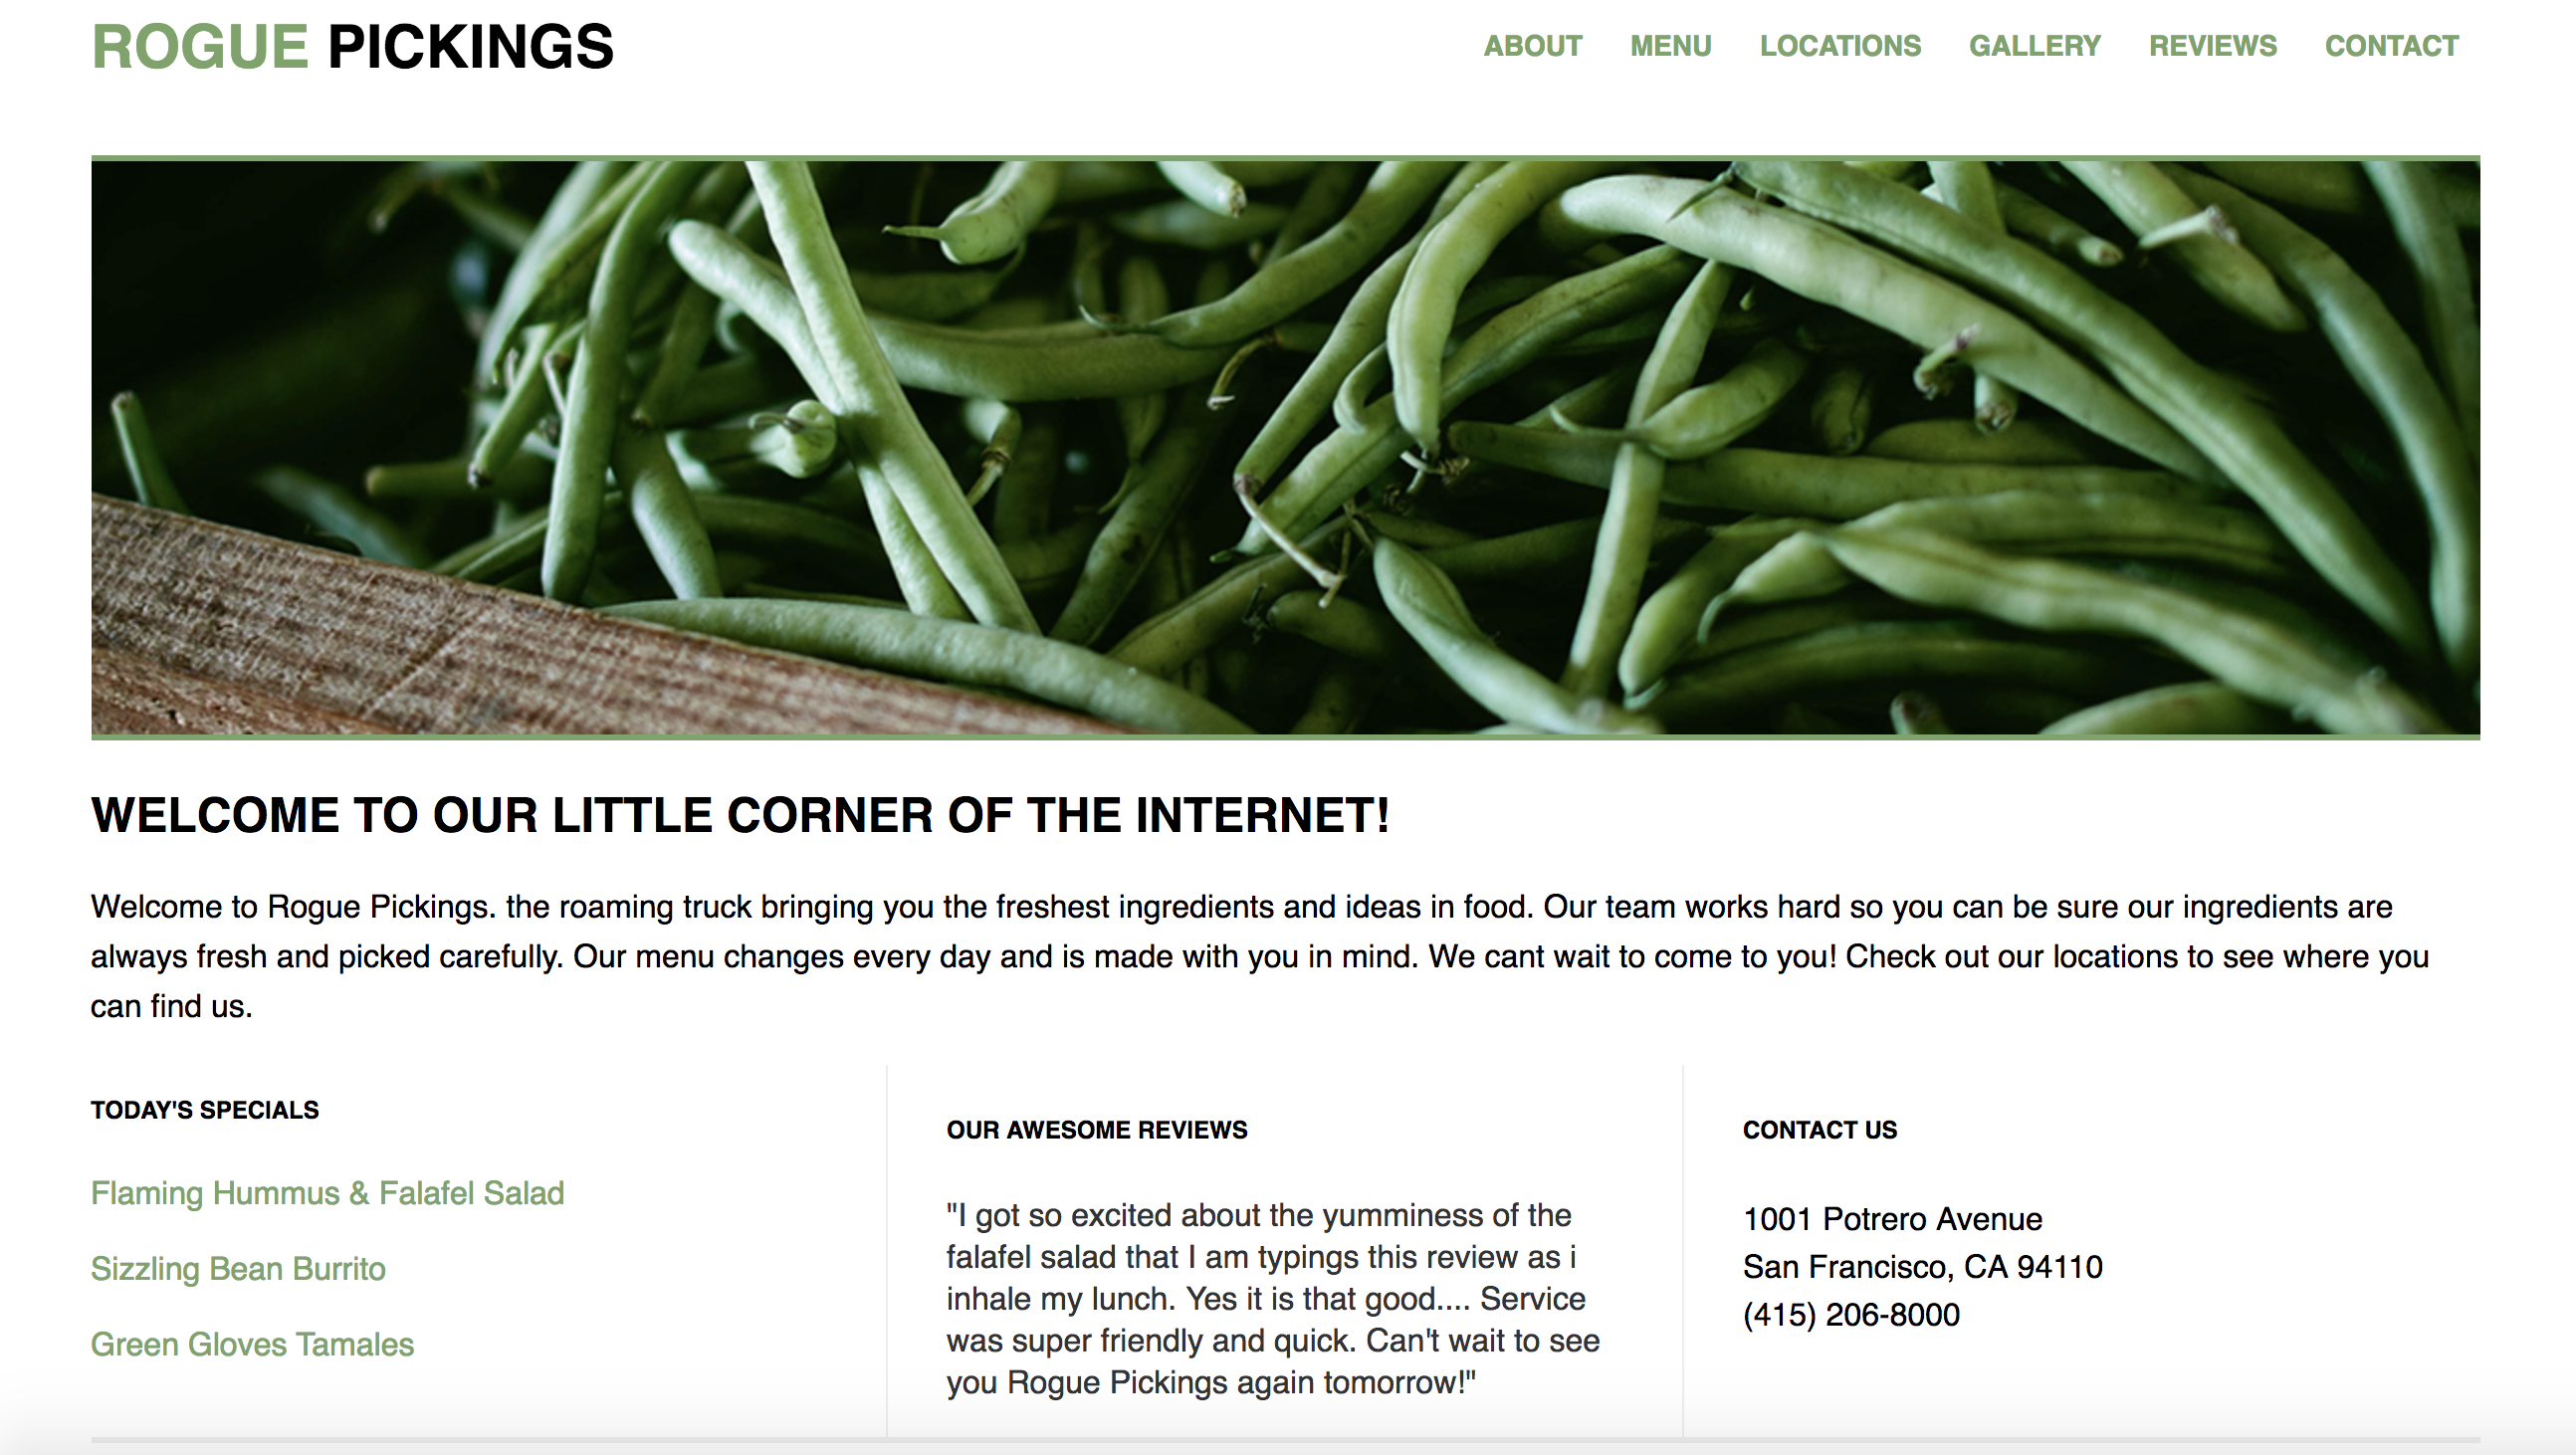 ROGUE PICKINGS
ABOUT MENU LOCATIONS GALLERY REVIEWS CONTACT
WELCOME TO OUR LITTLE CORNER OF THE INTERNET!
Welcome to Rogue Pickings. the roaming truck bringing you the freshest ingredients and ideas in food. Our team works hard so you can be sure our ingredients are
always fresh and picked carefully. Our menu changes every day and is made with you in mind. We cant wait to come to you! Check out our locations to see where you
can find us.
TODAY'S SPECIALS
Flaming Hummus & Falafel Salad
Sizzling Bean Burrito
Green Gloves Tamales
OUR AWESOME REVIEWS
"I got so excited about the yumminess of the
falafel salad that I am typings this review as i
inhale my lunch. Yes it is that good.... Service
was super friendly and quick. Can't wait to see
you Rogue Pickings again tomorrow!"
CONTACT US
1001 Potrero Avenue
San Francisco, CA 94110
(415) 206-8000